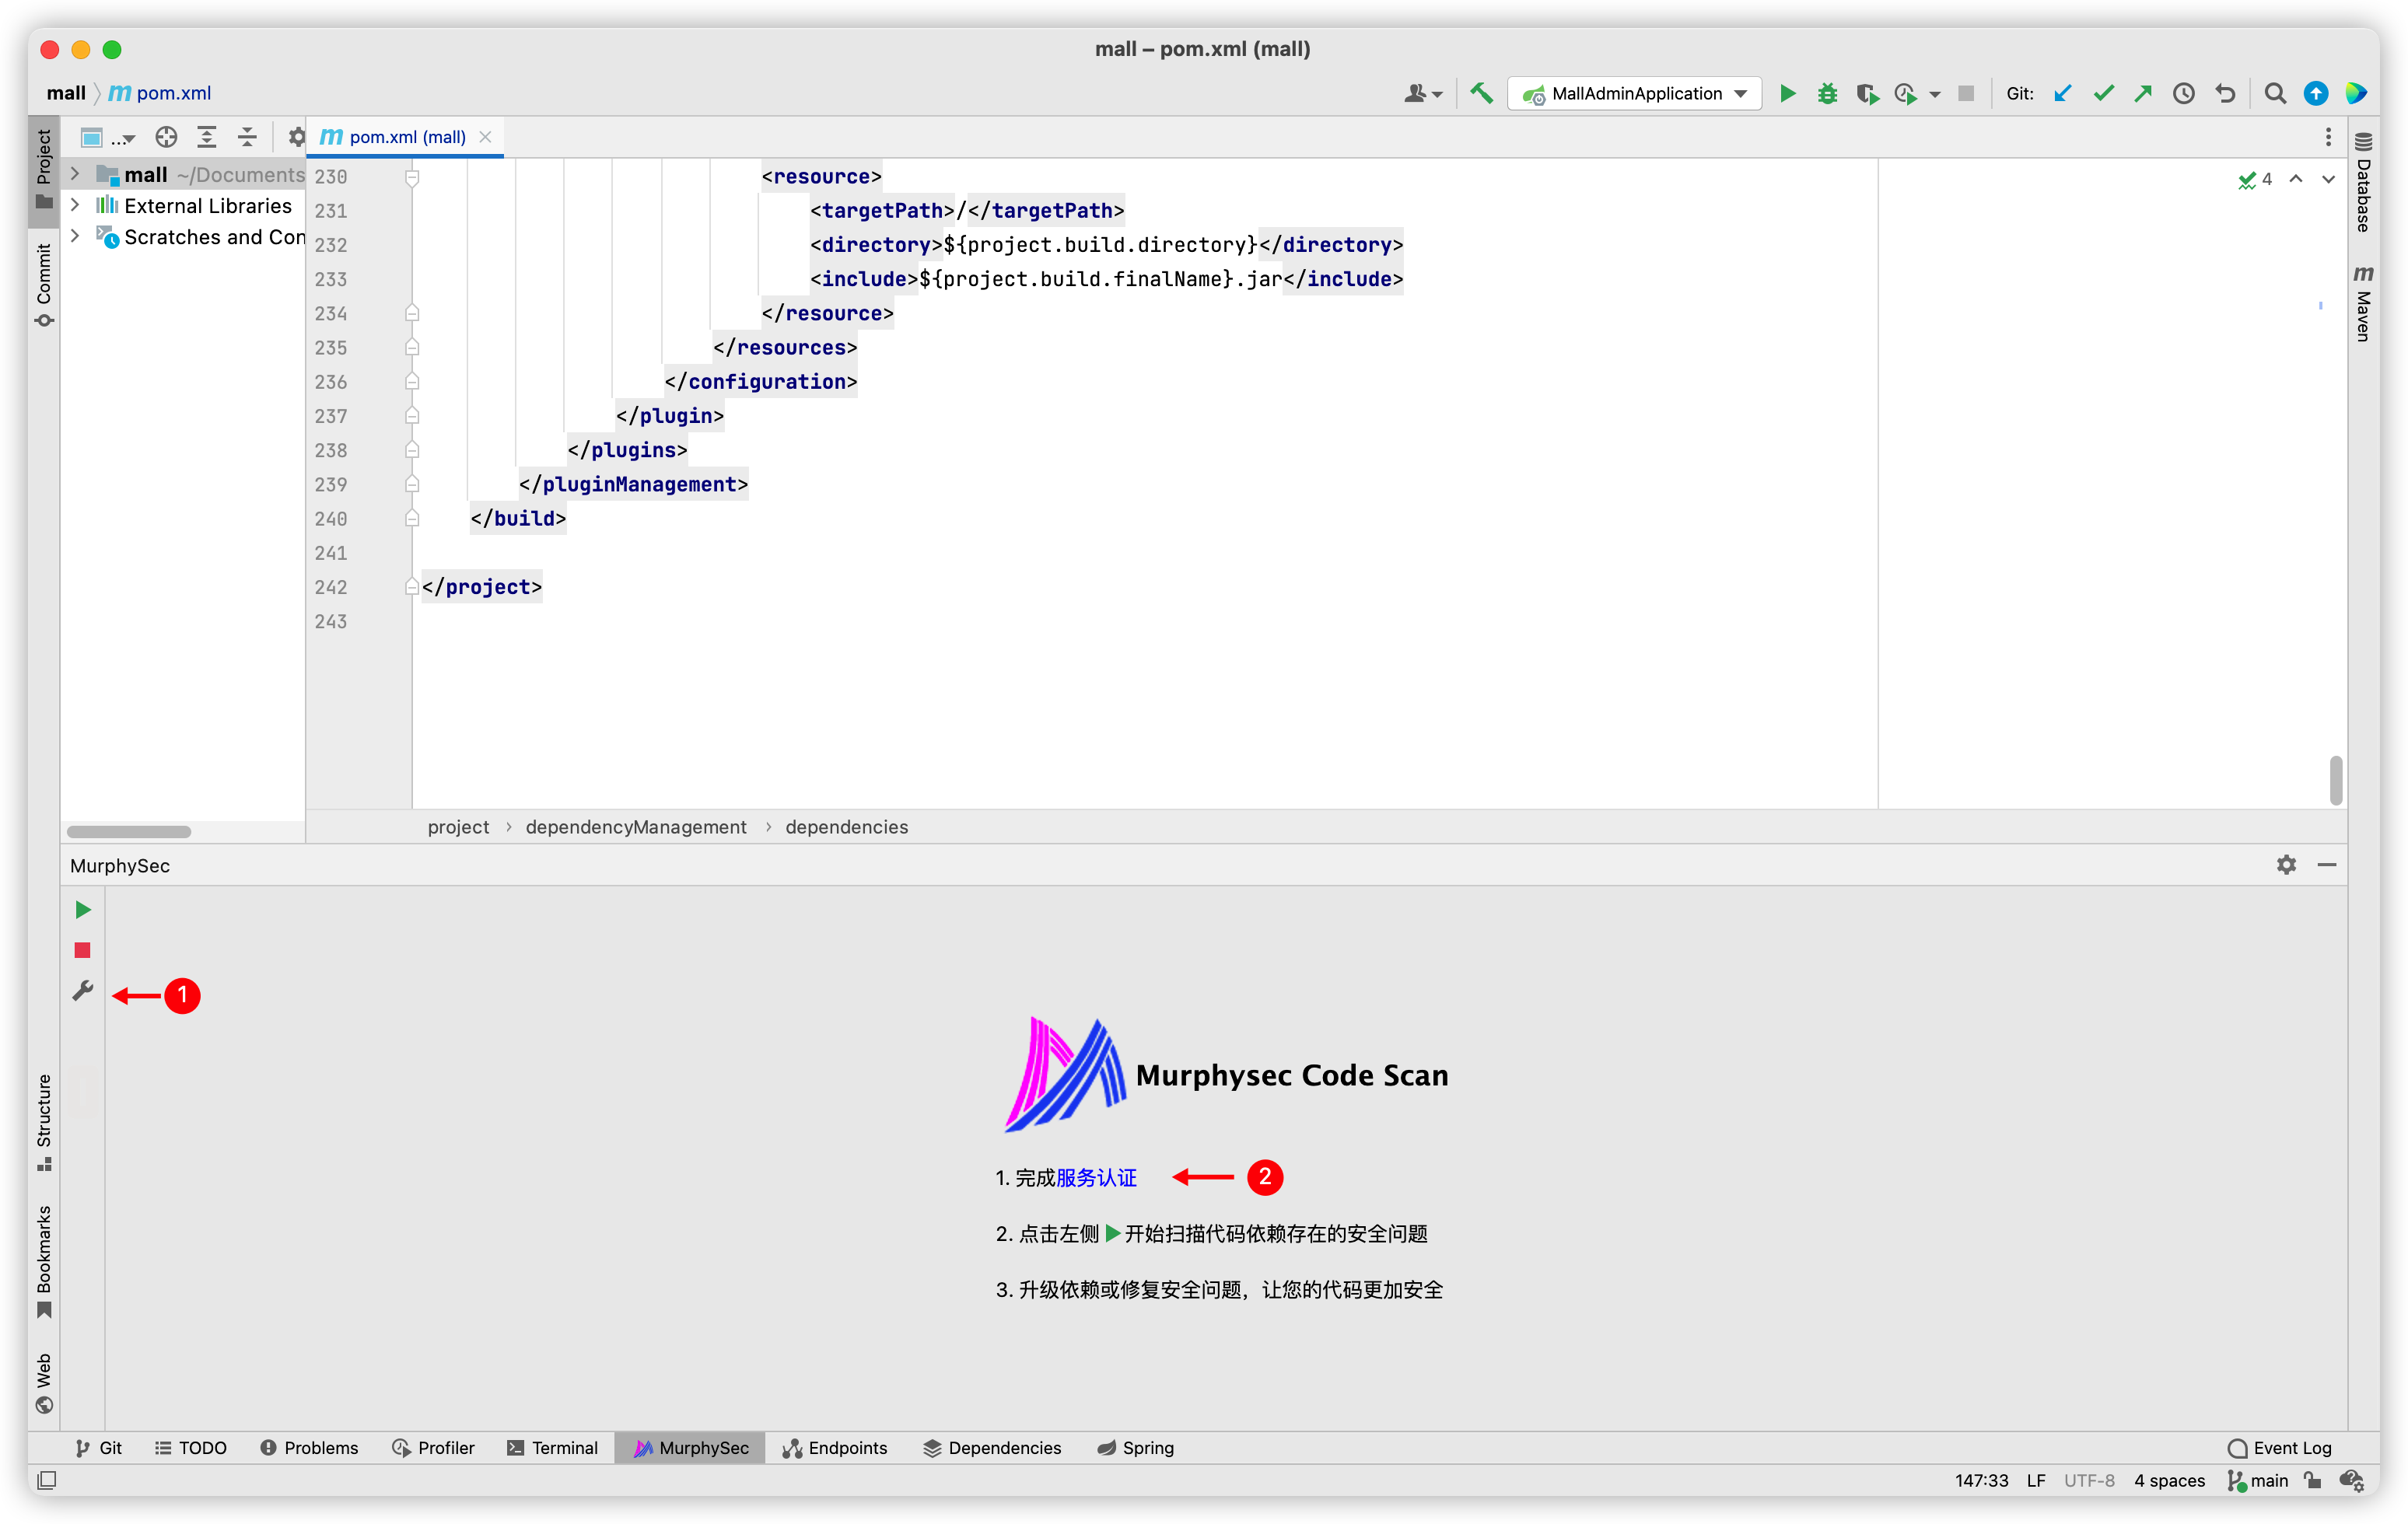 mall – pom.xml (mall)
mall pom.xml
MallAdminApplication
Git:
Project
Commit
Structure
Bookmarks
Web
...
pom.xml (mall)
mall ~/Documents
External Libraries
Scratches and Con
Database
Maven
4
230 <resource>
231 <targetPath>/</targetPath>
232 <directory>${project.build.directory}</directory>
233 <include>${project.build.finalName}.jar</include>
234 </resource>
235 </resources>
236 </configuration>
237 </plugin>
238 </plugins>
239 </pluginManagement>
240 </build>
241
242 </project>
243
project › dependencyManagement › dependencies
MurphySec
1
Murphysec Code Scan
1. 完成服务认证
2
2. 点击左侧 开始扫描代码依赖存在的安全问题
3. 升级依赖或修复安全问题，让您的代码更加安全
Git TODO Problems Profiler Terminal MurphySec Endpoints Dependencies Spring Event Log
147:33 LF UTF-8 4 spaces main